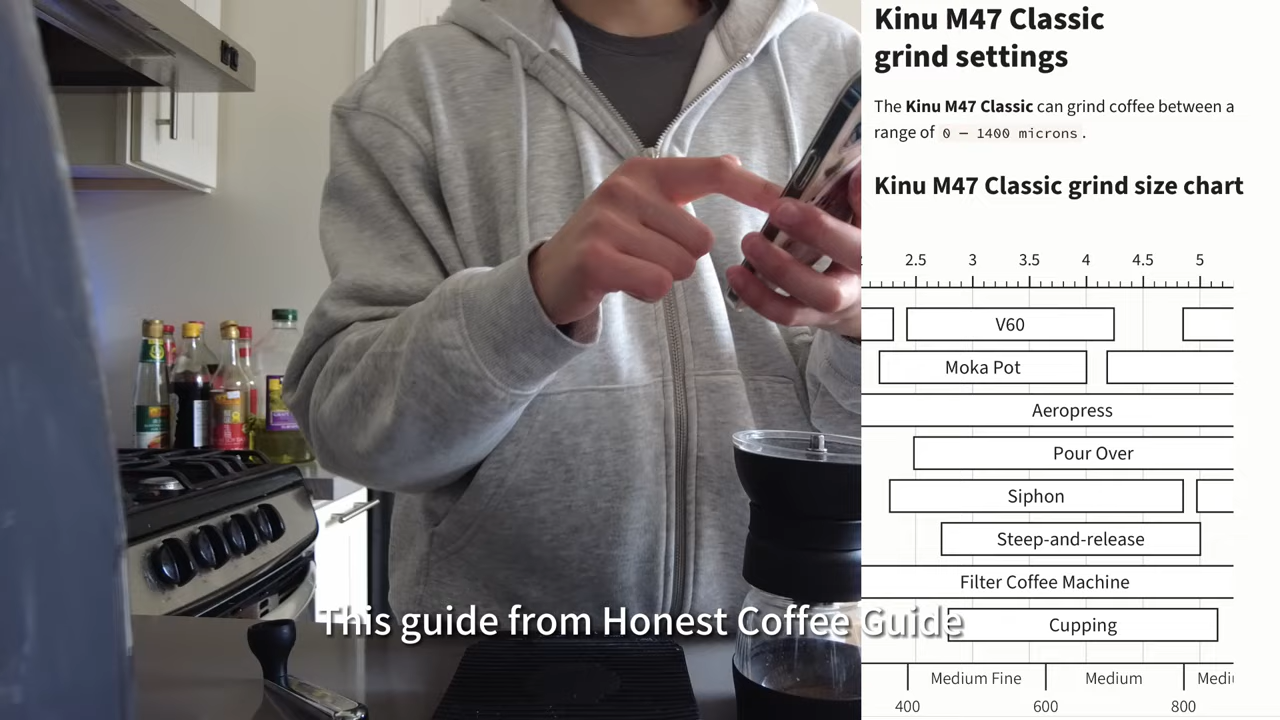 Kinu M47 Classic
grind settings
The Kinu M47 Classic can grind coffee between a
range of 0 — 1400 microns.
Kinu M47 Classic grind size chart
2.5 3 3.5 4 4.5 5
V60
Moka Pot
Aeropress
Pour Over
Siphon
Steep-and-release
Filter Coffee Machine
This guide from Honest Coffee Guide
Cupping
Medium Fine Medium
400 600 800